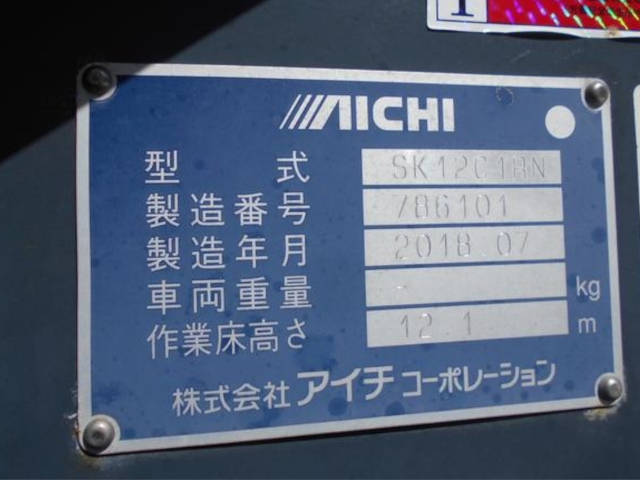 AICHI
型式 SK12C1RN
製造番号 786101
製造年月 2018.07
車両重量 - kg
作業床高さ 12.1 m
株式会社アイチコーポレーション